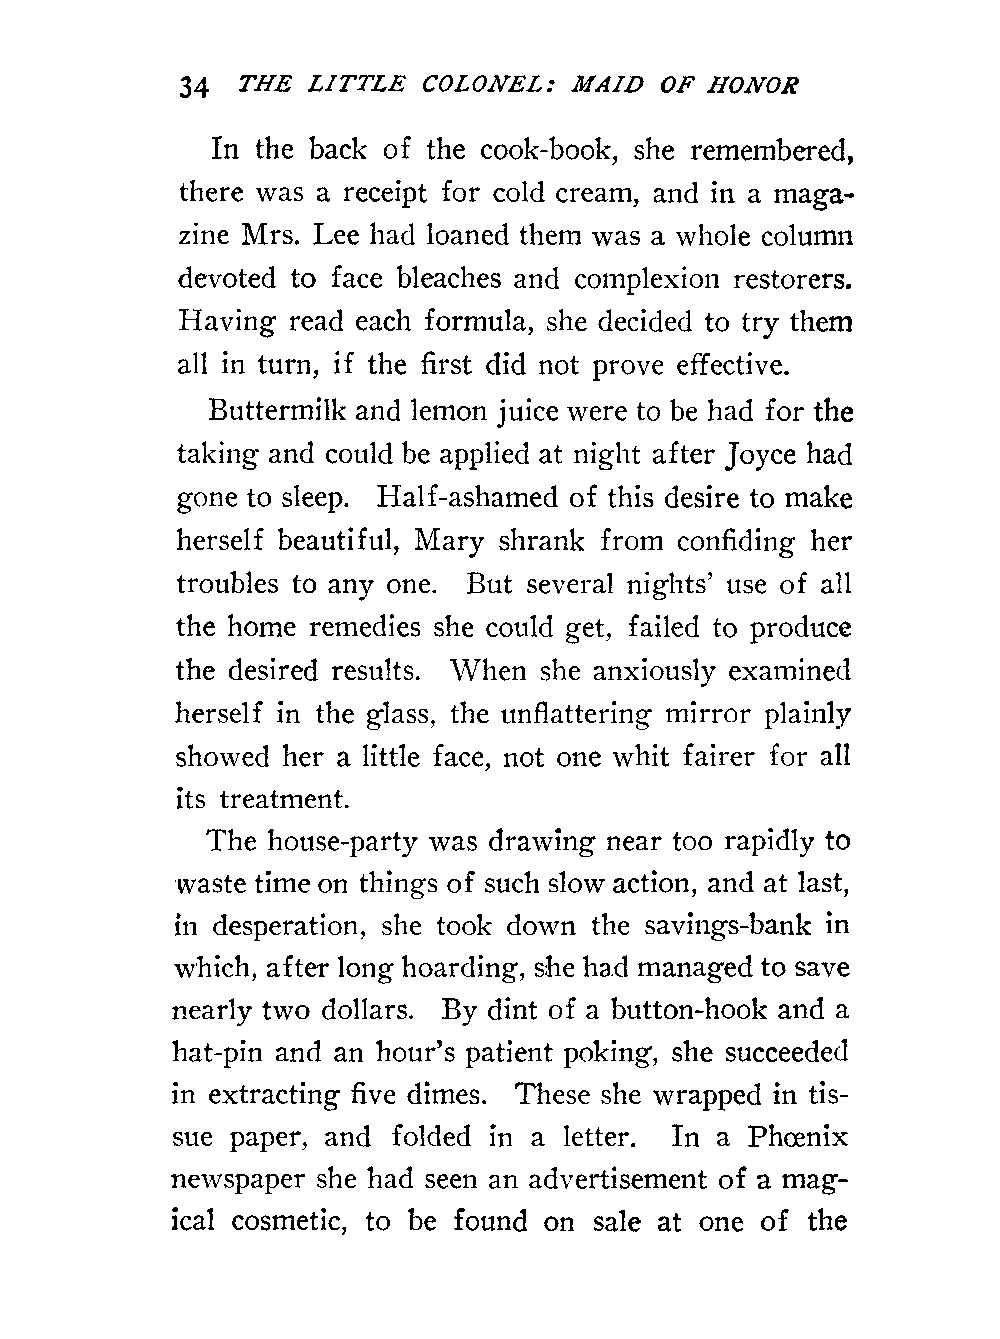 34 THE LITTLE COLONEL: MAID OF HONOR
In the back of the cook-book, she remembered,
there was a receipt for cold cream, and in a maga-
zine Mrs. Lee had loaned them was a whole column
devoted to face bleaches and complexion restorers.
Having read each formula, she decided to try them
all in turn, if the first did not prove effective.
Buttermilk and lemon juice were to be had for the
taking and could be applied at night after Joyce had
gone to sleep. Half-ashamed of this desire to make
herself beautiful, Mary shrank from confiding her
troubles to any one. But several nights' use of all
the home remedies she could get, failed to produce
the desired results. When she anxiously examined
herself in the glass, the unflattering mirror plainly
showed her a little face, not one whit fairer for all
its treatment.
The house-party was drawing near too rapidly to
waste time on things of such slow action, and at last,
in desperation, she took down the savings-bank in
which, after long hoarding, she had managed to save
nearly two dollars. By dint of a button-hook and a
hat-pin and an hour's patient poking, she succeeded
in extracting five dimes. These she wrapped in tis-
sue paper, and folded in a letter. In a Phœnix
newspaper she had seen an advertisement of a mag-
ical cosmetic, to be found on sale at one of the